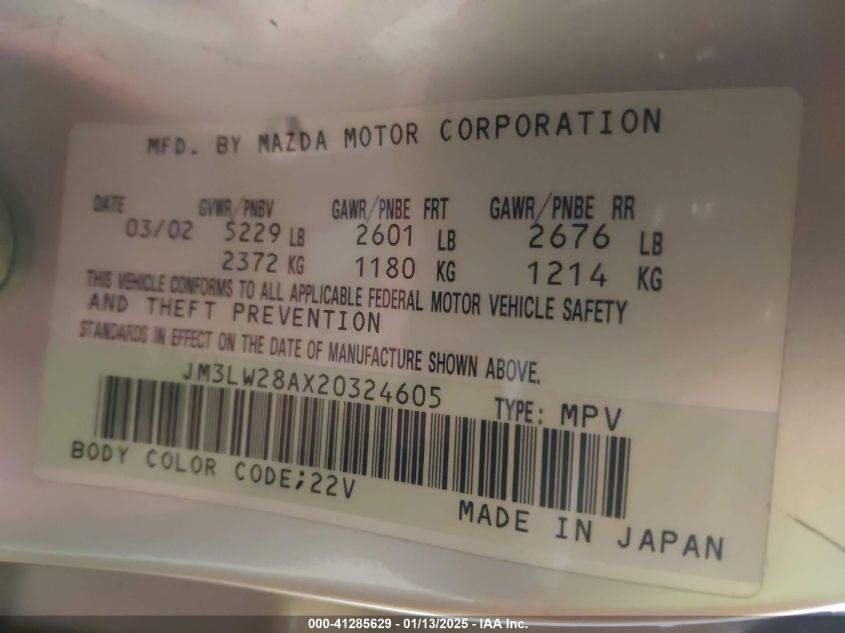 MFD. BY MAZDA MOTOR CORPORATION
DATE GVWR/PNBV GAWR/PNBE FRT GAWR/PNBE RR
03/02 5229 LB 2601 LB 2676 LB
2372 KG 1180 KG 1214 KG
THIS VEHICLE CONFORMS TO ALL APPLICABLE FEDERAL MOTOR VEHICLE SAFETY
AND THEFT PREVENTION
STANDARDS IN EFFECT ON THE DATE OF MANUFACTURE SHOWN ABOVE.
JM3LW28AX20324605 TYPE: MPV
BODY COLOR CODE;22V
MADE IN JAPAN
000-41285629 - 01/13/2025 - IAA Inc.